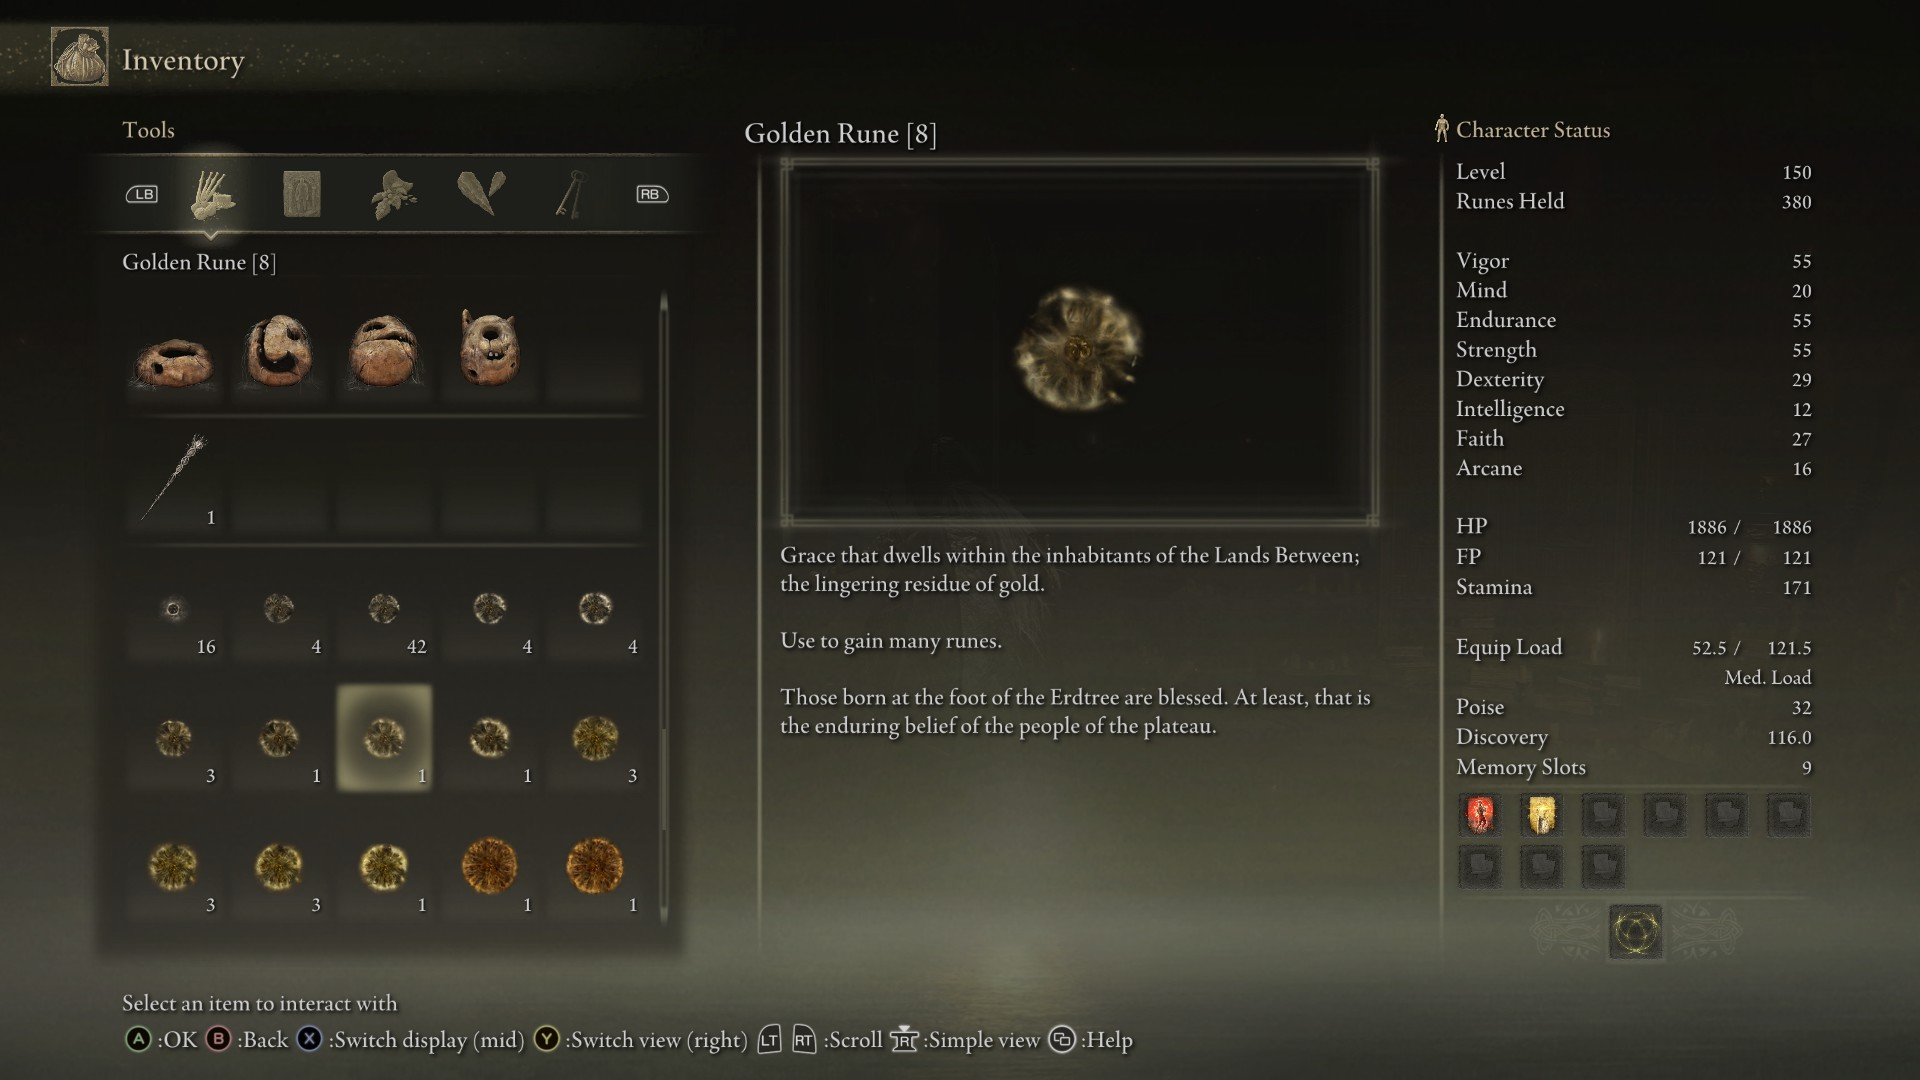 Inventory
Tools
LB
RB
Golden Rune [8]
1
16
4
42
4
4
3
1
1
1
3
3
3
1
1
1
Golden Rune [8]
Grace that dwells within the inhabitants of the Lands Between;
the lingering residue of gold.
Use to gain many runes.
Those born at the foot of the Erdtree are blessed. At least, that is
the enduring belief of the people of the plateau.
Character Status
Level 150
Runes Held 380
Vigor 55
Mind 20
Endurance 55
Strength 55
Dexterity 29
Intelligence 12
Faith 27
Arcane 16
HP 1886 / 1886
FP 121 / 121
Stamina 171
Equip Load 52.5 / 121.5
Med. Load
Poise 32
Discovery 116.0
Memory Slots 9
Select an item to interact with
A :OK B :Back X :Switch display (mid) Y :Switch view (right) LT RT :Scroll R :Simple view :Help